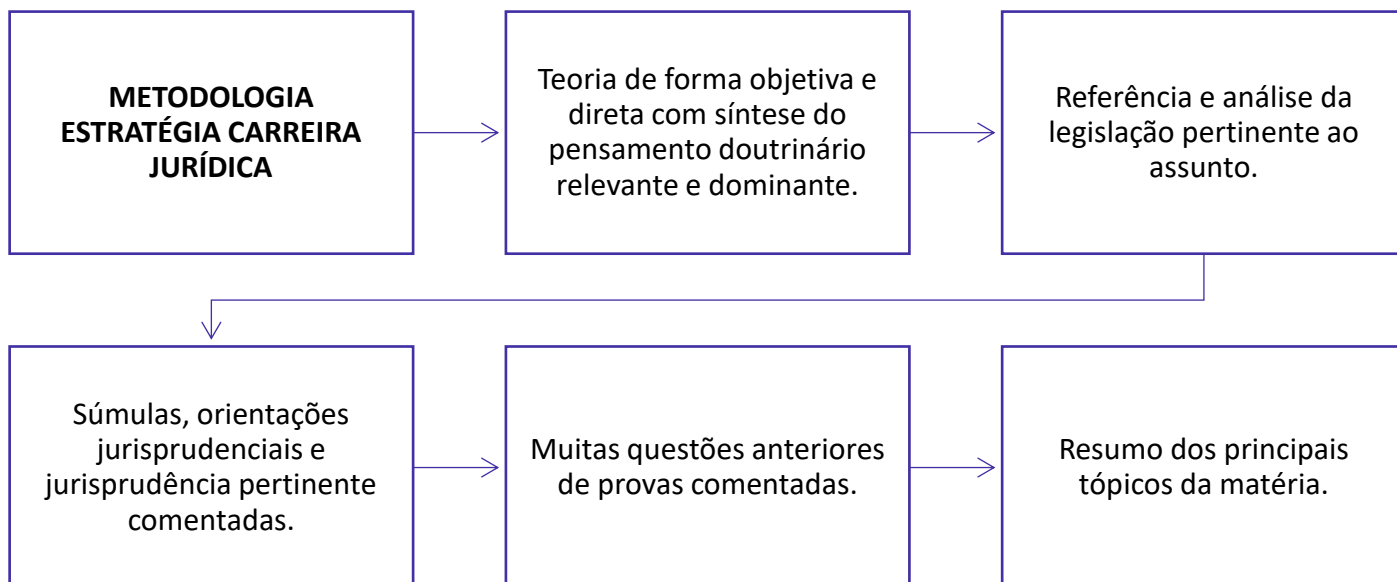 METODOLOGIA
ESTRATÉGIA CARREIRA
JURÍDICA
Teoria de forma objetiva e
direta com síntese do
pensamento doutrinário
relevante e dominante.
Referência e análise da
legislação pertinente ao
assunto.
Súmulas, orientações
jurisprudenciais e
jurisprudência pertinente
comentadas.
Muitas questões anteriores
de provas comentadas.
Resumo dos principais
tópicos da matéria.